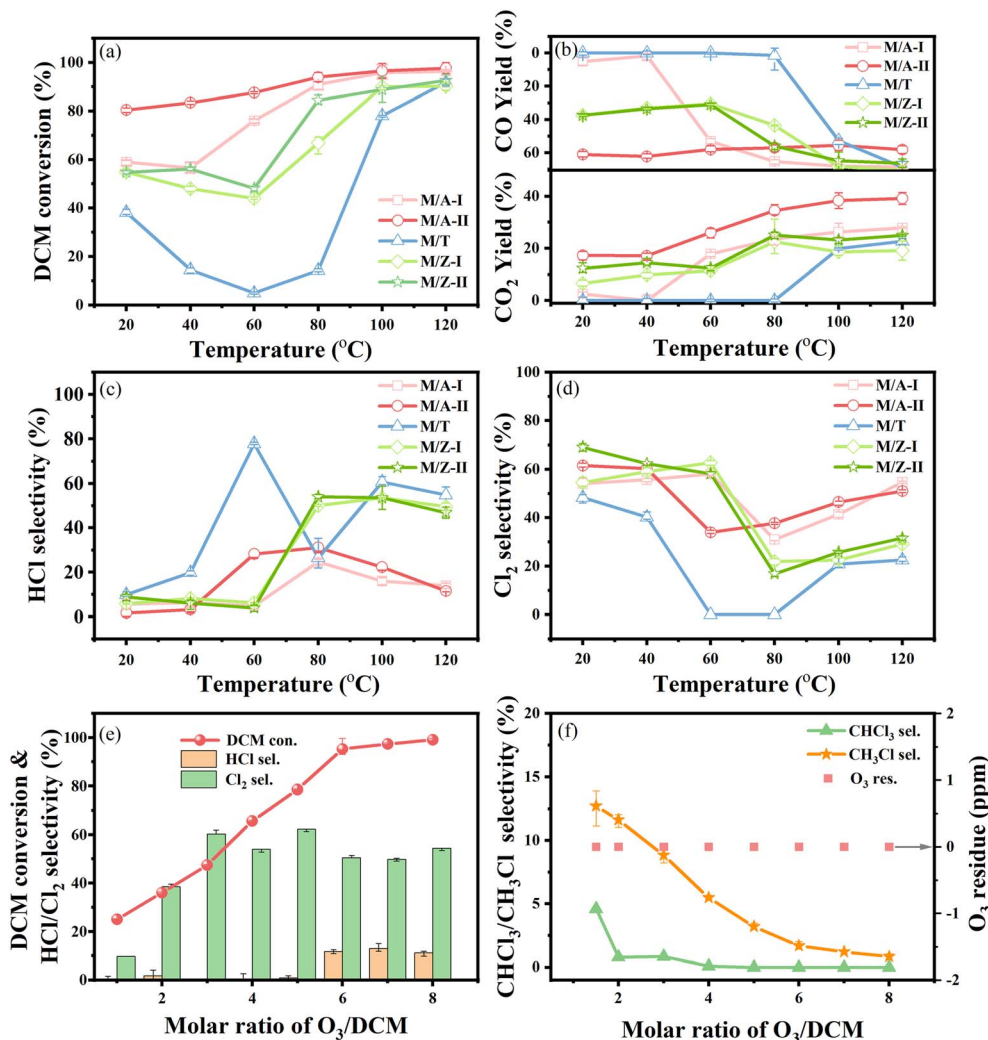 (a)
DCM conversion (%)
100
80
60
40
20
0
M/A-I
M/A-II
M/T
M/Z-I
M/Z-II
20 40 60 80 100 120
Temperature (°C)
(b)
CO Yield (%)
0
20
40
60
M/A-I
M/A-II
M/T
M/Z-I
M/Z-II
CO₂ Yield (%)
40
20
0
20 40 60 80 100 120
Temperature (°C)
(c)
HCl selectivity (%)
100
80
60
40
20
0
M/A-I
M/A-II
M/T
M/Z-I
M/Z-II
20 40 60 80 100 120
Temperature (°C)
(d)
Cl₂ selectivity (%)
100
80
60
40
20
0
M/A-I
M/A-II
M/T
M/Z-I
M/Z-II
20 40 60 80 100 120
Temperature (°C)
(e)
DCM conversion &
HCl/Cl₂ selectivity (%)
100
80
60
40
20
0
DCM con.
HCl sel.
Cl₂ sel.
2 4 6 8
Molar ratio of O₃/DCM
(f)
CHCl₃/CH₃Cl selectivity (%)
20
15
10
5
0
CHCl₃ sel.
CH₃Cl sel.
O₃ res.
2
1
0
-1
-2
O₃ residue (ppm)
2 4 6 8
Molar ratio of O₃/DCM